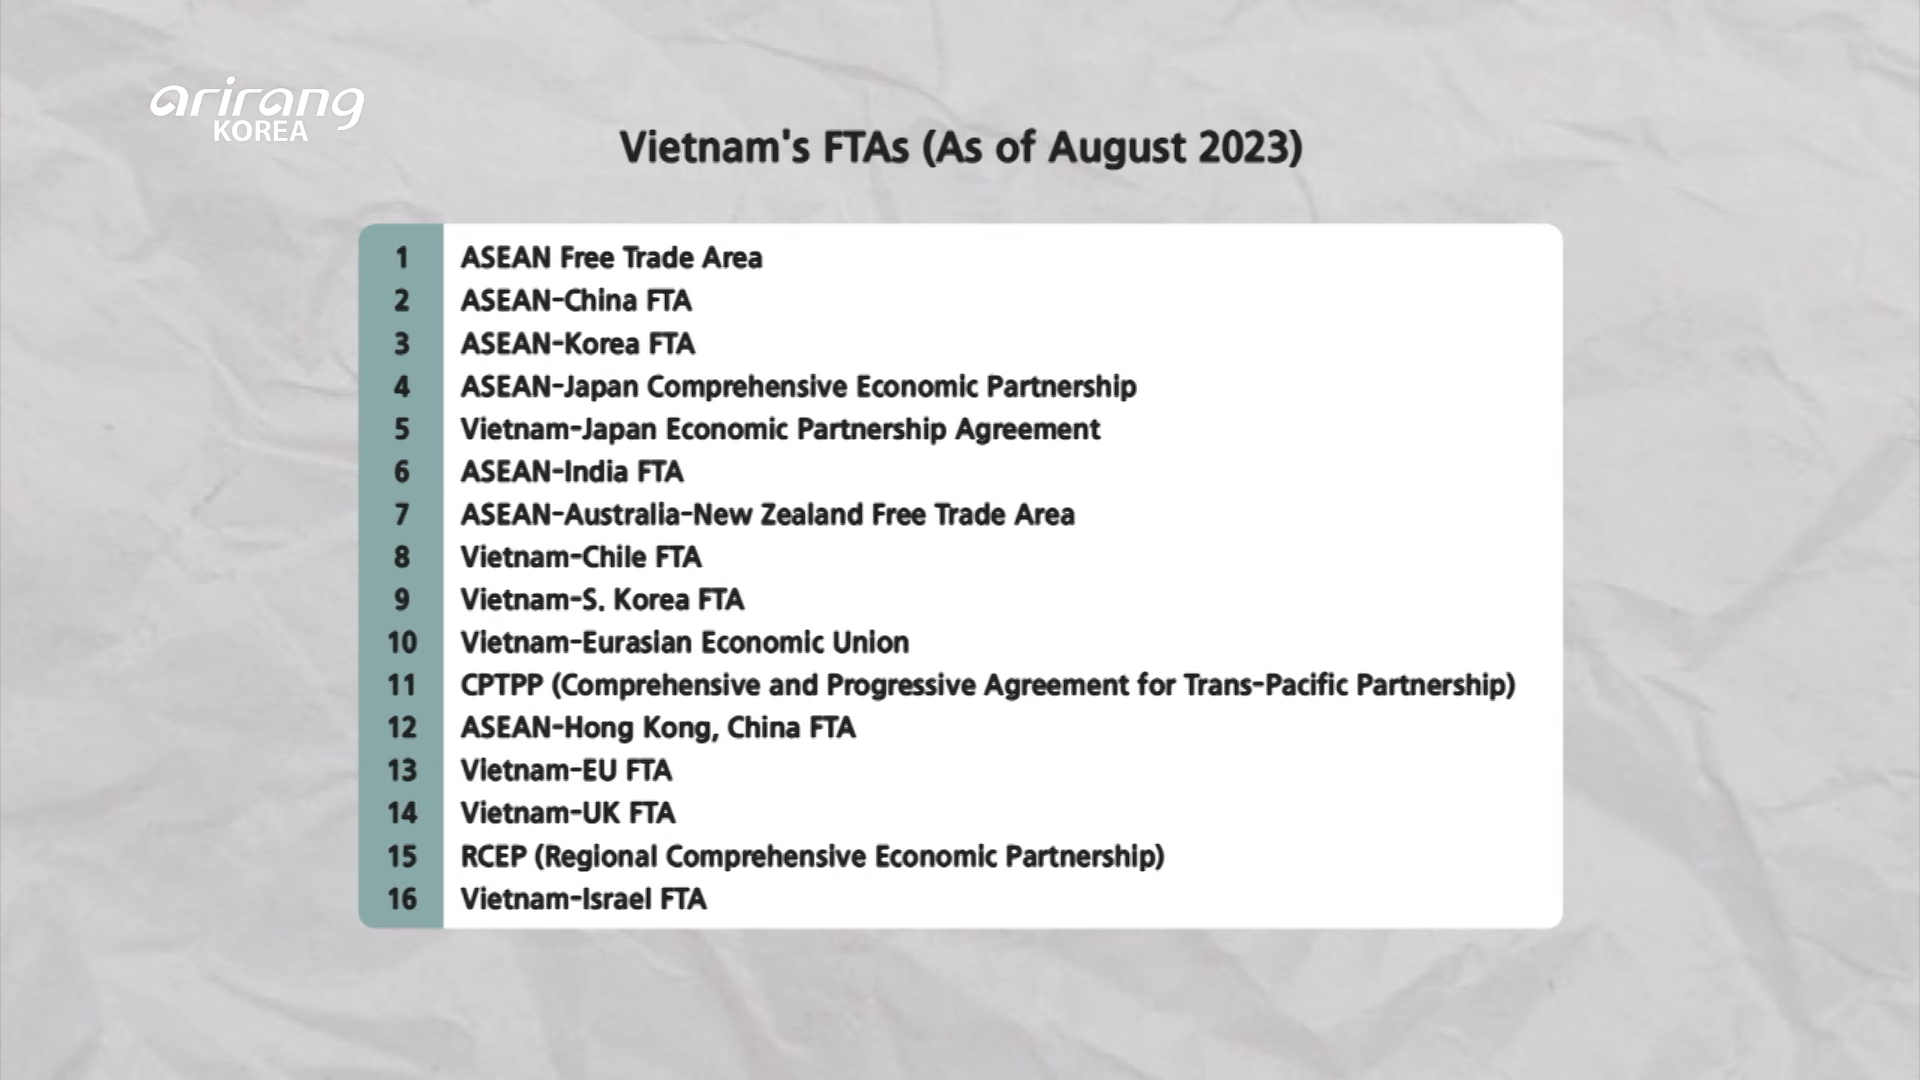 arirang
KOREA
Vietnam's FTAs (As of August 2023)
1 ASEAN Free Trade Area
2 ASEAN-China FTA
3 ASEAN-Korea FTA
4 ASEAN-Japan Comprehensive Economic Partnership
5 Vietnam-Japan Economic Partnership Agreement
6 ASEAN-India FTA
7 ASEAN-Australia-New Zealand Free Trade Area
8 Vietnam-Chile FTA
9 Vietnam-S. Korea FTA
10 Vietnam-Eurasian Economic Union
11 CPTPP (Comprehensive and Progressive Agreement for Trans-Pacific Partnership)
12 ASEAN-Hong Kong, China FTA
13 Vietnam-EU FTA
14 Vietnam-UK FTA
15 RCEP (Regional Comprehensive Economic Partnership)
16 Vietnam-Israel FTA